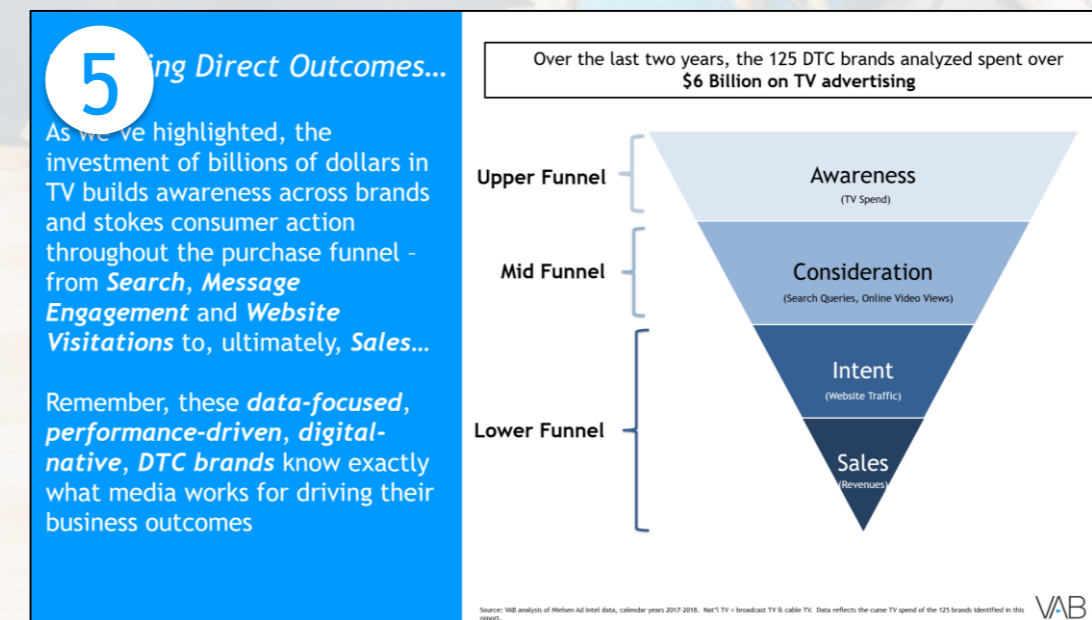 5
ing Direct Outcomes…
As we've highlighted, the
investment of billions of dollars in
TV builds awareness across brands
and stokes consumer action
throughout the purchase funnel –
from Search, Message
Engagement and Website
Visitations to, ultimately, Sales…
Remember, these data-focused,
performance-driven, digital-
native, DTC brands know exactly
what media works for driving their
business outcomes
Over the last two years, the 125 DTC brands analyzed spent over
$6 Billion on TV advertising
Upper Funnel
Awareness
(TV Spend)
Mid Funnel
Consideration
(Search Queries, Online Video Views)
Lower Funnel
Intent
(Website Traffic)
Sales
(Revenues)
Source: VAB analysis of Nielsen Ad Intel data, calendar years 2017-2018. Nat'l TV = broadcast TV & cable TV. Data reflects the cume TV spend of the 125 brands identified in this
report.
VAB